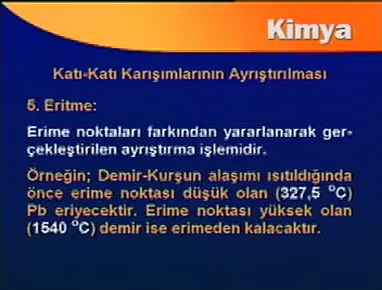 Kimya
Katı-Katı Karışımlarının Ayrıştırılması
5. Eritme:
Erime noktaları farkından yararlanarak ger-
çekleştirilen ayrıştırma işlemidir.
Örneğin; Demir-Kurşun alaşımı ısıtıldığında
önce erime noktası düşük olan (327,5 °C)
Pb eriyecektir. Erime noktası yüksek olan
(1540 °C) demir ise erimeden kalacaktır.